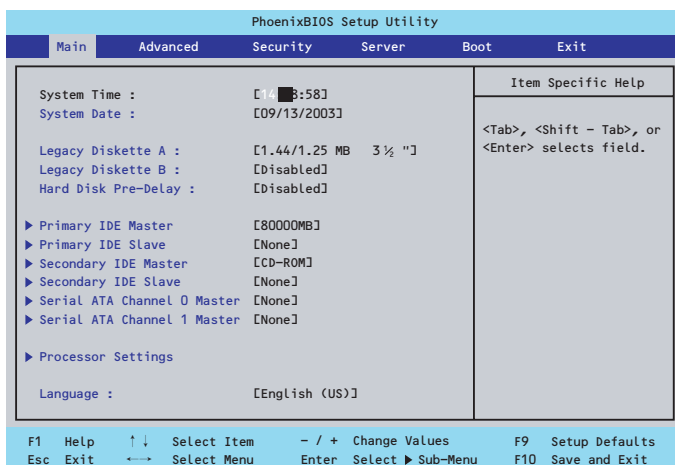 PhoenixBIOS Setup Utility
Main Advanced Security Server Boot Exit
Item Specific Help
<Tab>, <Shift - Tab>, or
<Enter> selects field.
System Time : [14 3:58]
System Date : [09/13/2003]
Legacy Diskette A : [1.44/1.25 MB 3½ "]
Legacy Diskette B : [Disabled]
Hard Disk Pre-Delay : [Disabled]
▶ Primary IDE Master [80000MB]
▶ Primary IDE Slave [None]
▶ Secondary IDE Master [CD-ROM]
▶ Secondary IDE Slave [None]
▶ Serial ATA Channel 0 Master [None]
▶ Serial ATA Channel 1 Master [None]
▶ Processor Settings
Language : [English (US)]
F1 Help ↑↓ Select Item - / + Change Values F9 Setup Defaults
Esc Exit ←→ Select Menu Enter Select ▶ Sub-Menu F10 Save and Exit